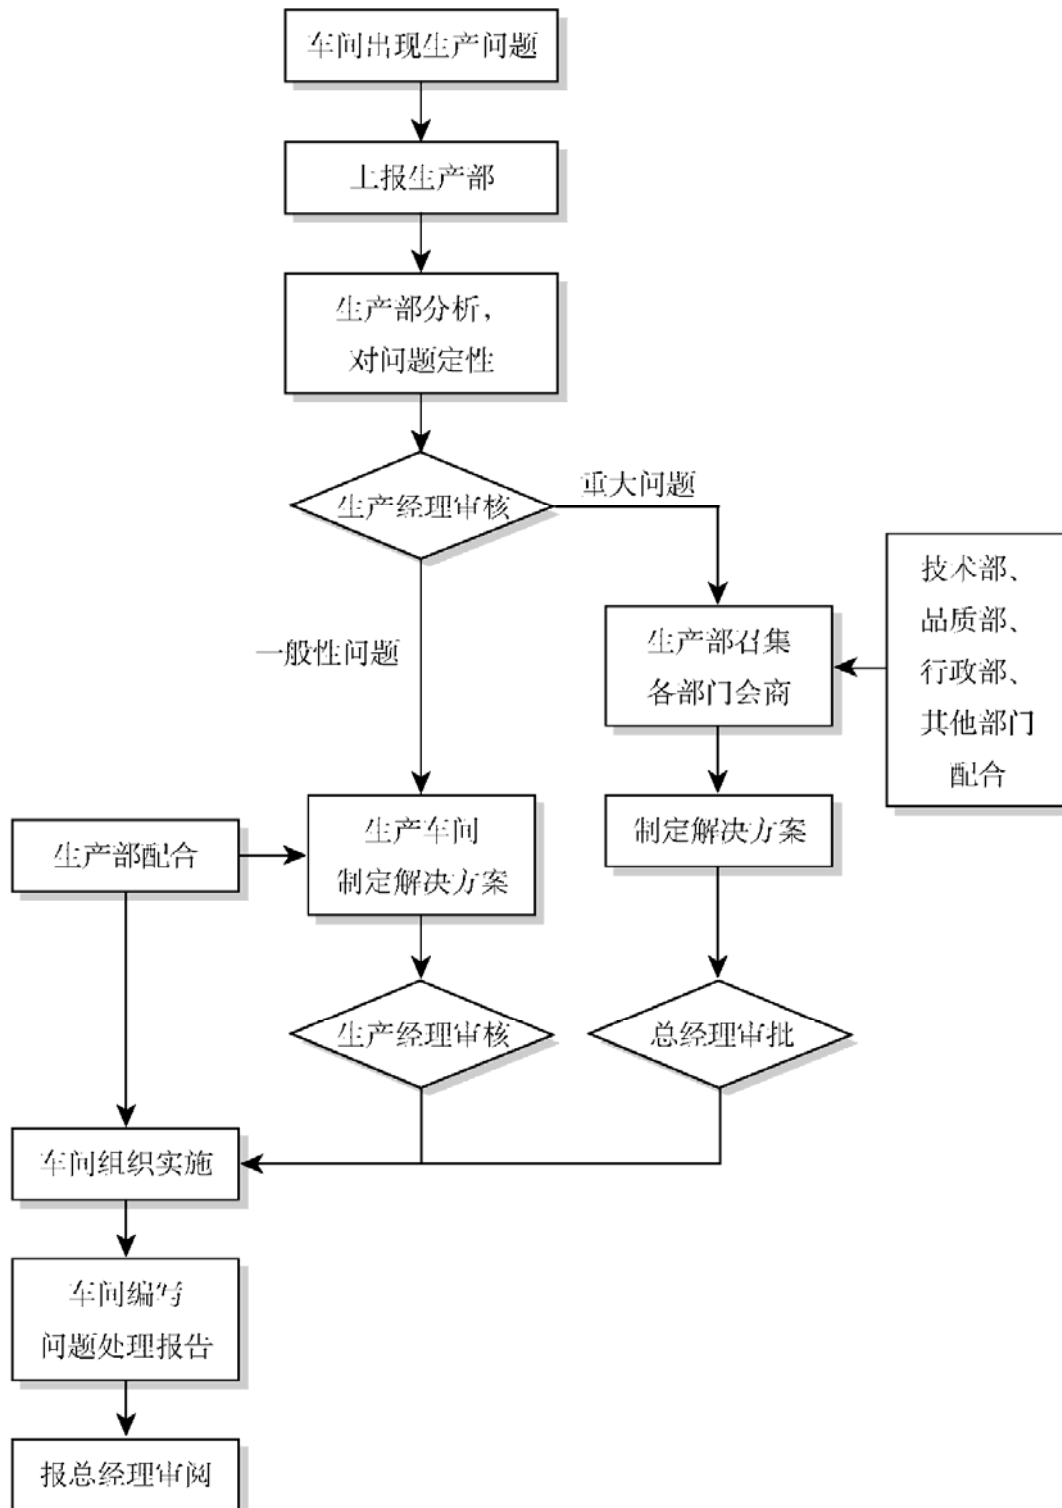 车间出现生产问题
上报生产部
生产部分析，
对问题定性
生产经理审核
重大问题
一般性问题
生产部召集
各部门会商
技术部、
品质部、
行政部、
其他部门
配合
生产部配合
生产车间
制定解决方案
制定解决方案
生产经理审核
总经理审批
车间组织实施
车间编写
问题处理报告
报总经理审阅